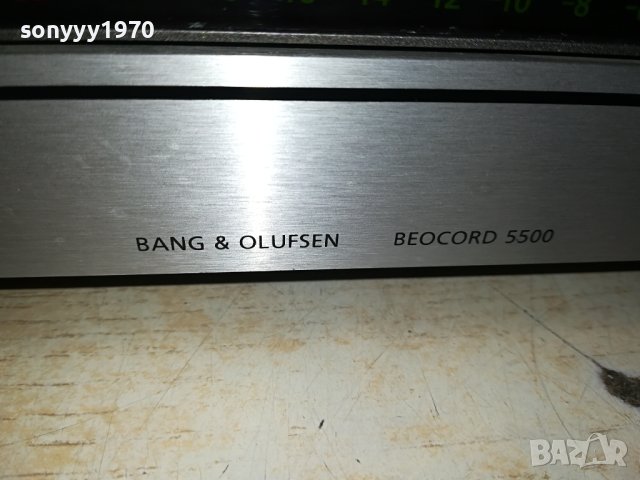 sonyyy1970
-14 -12 -10 -8
BANG & OLUFSEN BEOCORD 5500
BAZAR